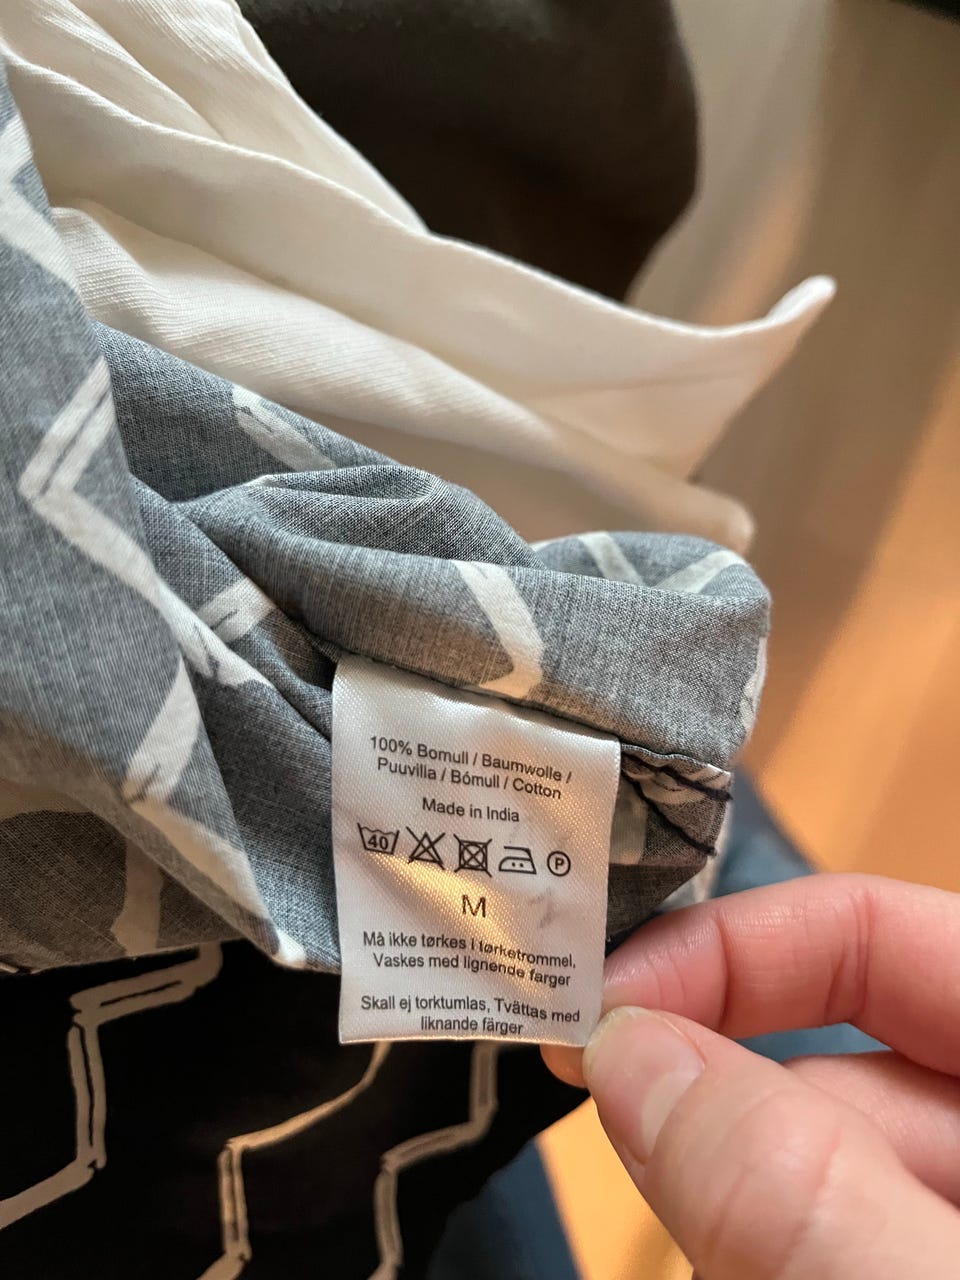 100% Bomull / Baumwolle /
Puuvilla / Bómull / Cotton
Made in India
40 P
M
Må ikke tørkes i tørketrommel,
Vaskes med lignende farger
Skall ej torktumlas, Tvättas med
liknande färger